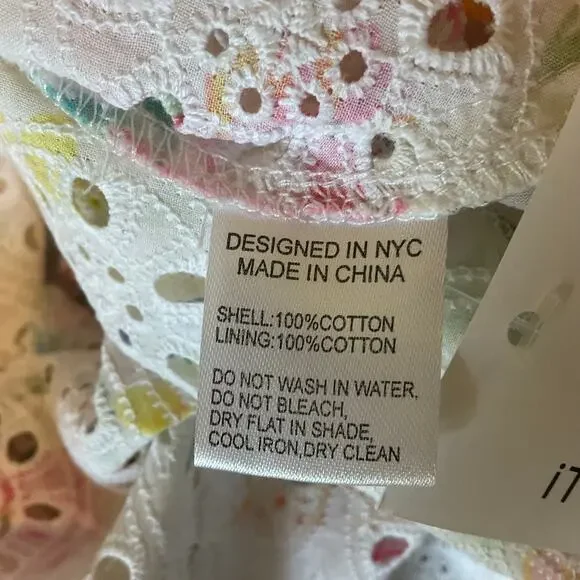 DESIGNED IN NYC
MADE IN CHINA
SHELL:100%COTTON
LINING:100%COTTON
DO NOT WASH IN WATER,
DO NOT BLEACH,
DRY FLAT IN SHADE,
COOL IRON,DRY CLEAN